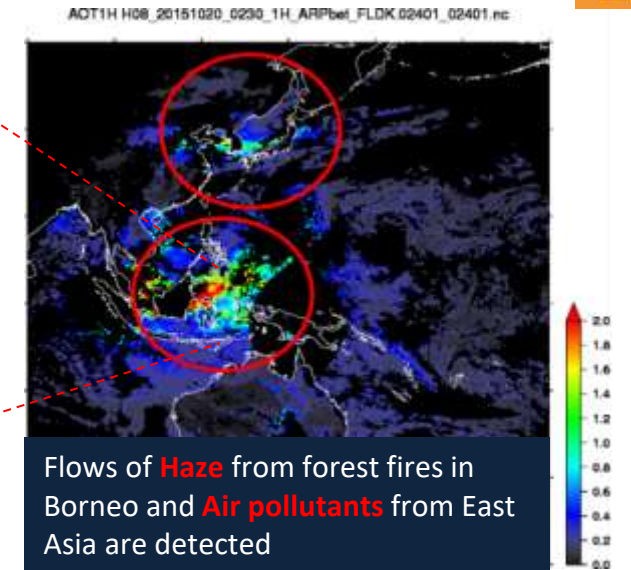 AOT1H H08_20151020_0230_1H_ARPbet_FLDK.02401_02401.nc
2.0
1.8
1.6
1.4
1.2
1.0
0.8
0.6
0.4
0.2
0.0
Flows of Haze from forest fires in
Borneo and Air pollutants from East
Asia are detected